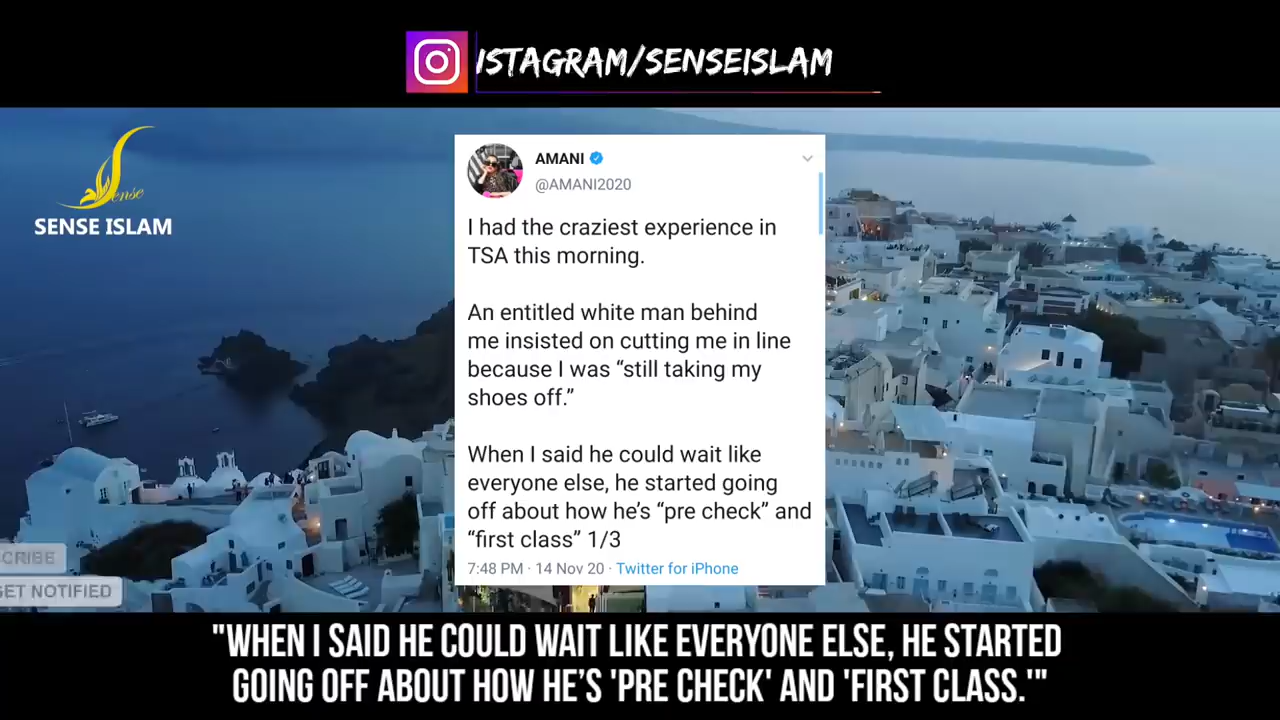 ISTAGRAM/SENSEISLAM
ense
SENSE ISLAM
AMANI
@AMANI2020
I had the craziest experience in
TSA this morning.
An entitled white man behind
me insisted on cutting me in line
because I was “still taking my
shoes off.”
When I said he could wait like
everyone else, he started going
off about how he’s “pre check” and
“first class” 1/3
7:48 PM · 14 Nov 20 · Twitter for iPhone
CRIBE
GET NOTIFIED
"WHEN I SAID HE COULD WAIT LIKE EVERYONE ELSE, HE STARTED
GOING OFF ABOUT HOW HE’S 'PRE CHECK' AND 'FIRST CLASS.'"